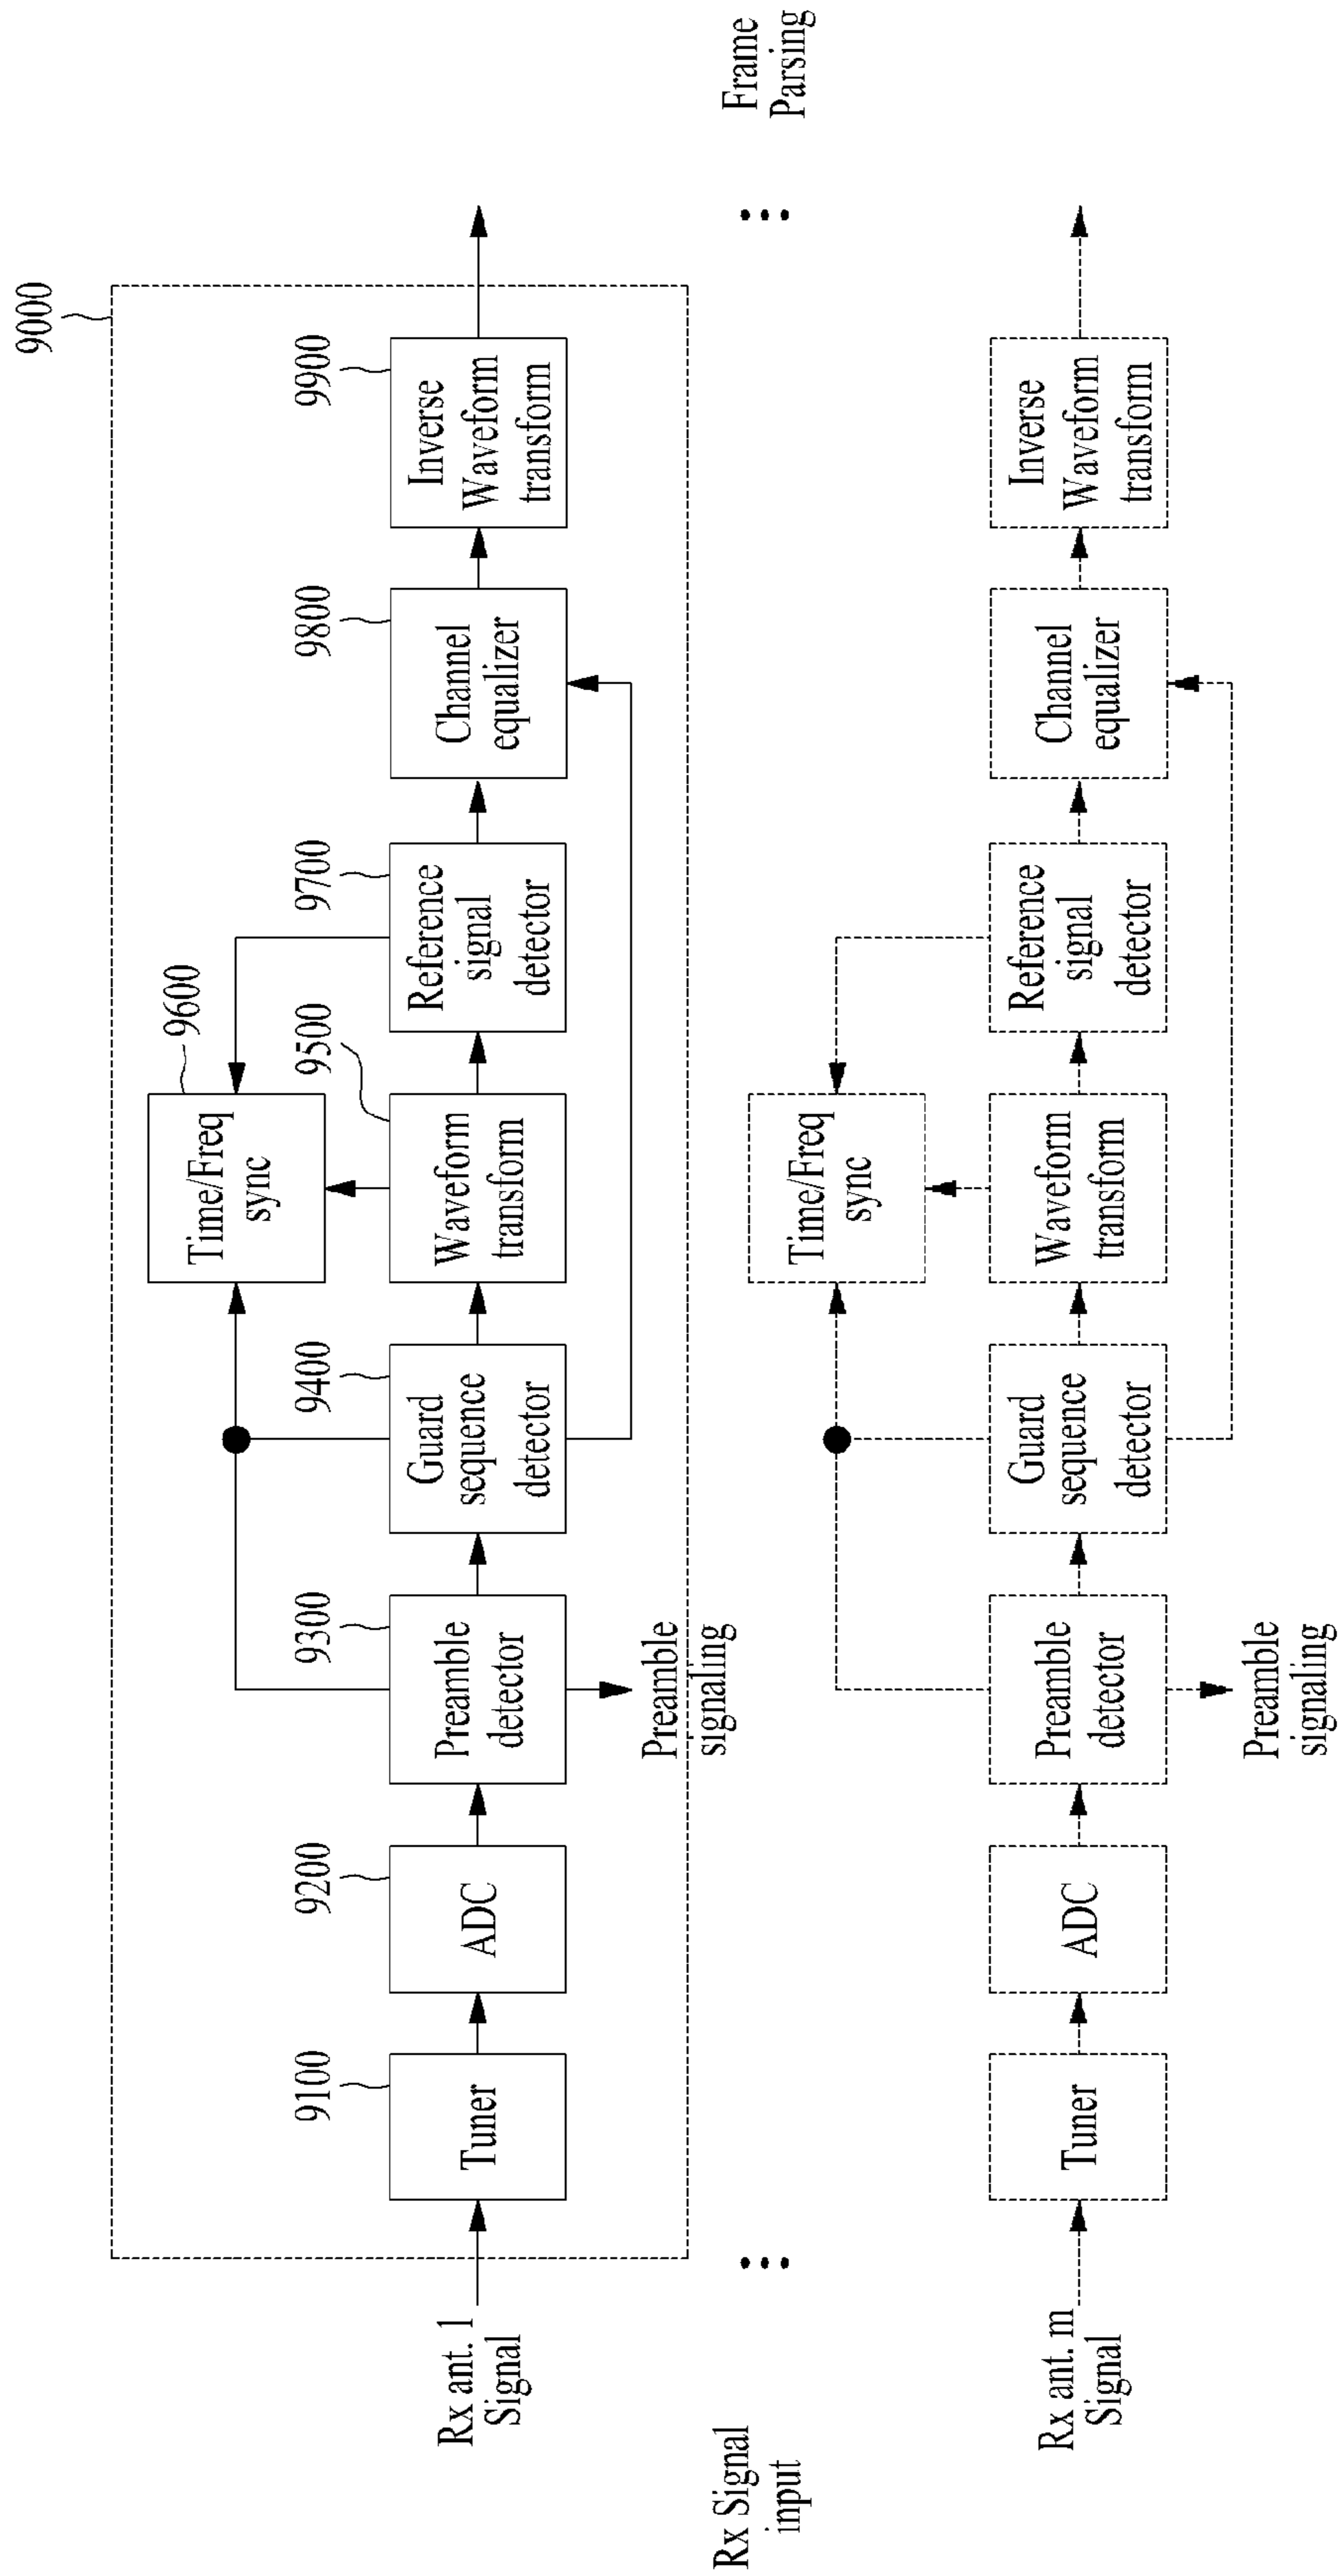 9000
9600
Time/Freq
sync
9100
9200
9300
9400
9500
9700
9800
9900
Rx ant. 1
Signal
Tuner
ADC
Preamble
detector
Guard
sequence
detector
Waveform
transform
Reference
signal
detector
Channel
equalizer
Inverse
Waveform
transform
Preamble
signaling
Rx Signal
input
Frame
Parsing
Time/Freq
sync
Rx ant. m
Signal
Tuner
ADC
Preamble
detector
Guard
sequence
detector
Waveform
transform
Reference
signal
detector
Channel
equalizer
Inverse
Waveform
transform
Preamble
signaling